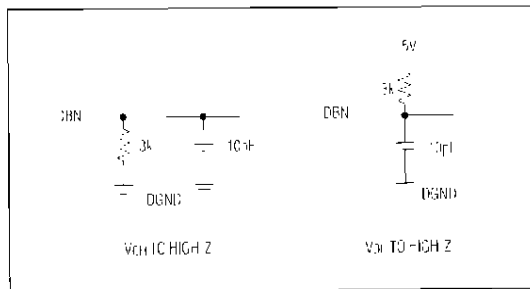 5V
3k
DBN
DBN
3k
10pF
10pF
DGND
DGND
VOH TO HIGH Z
VOL TO HIGH Z